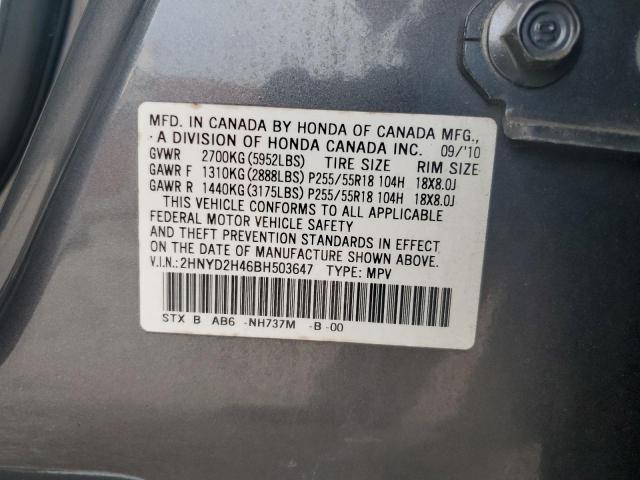 MFD. IN CANADA BY HONDA OF CANADA MFG.,
A DIVISION OF HONDA CANADA INC. 09/'10
GVWR 2700KG(5952LBS) TIRE SIZE RIM SIZE
GAWR F 1310KG(2888LBS) P255/55R18 104H 18X8.0J
GAWR R 1440KG(3175LBS) P255/55R18 104H 18X8.0J
THIS VEHICLE CONFORMS TO ALL APPLICABLE
FEDERAL MOTOR VEHICLE SAFETY
AND THEFT PREVENTION STANDARDS IN EFFECT
ON THE DATE OF MANUFACTURE SHOWN ABOVE.
V.I.N.:2HNYD2H46BH503647 TYPE: MPV
STX B AB6 -NH737M -B-00